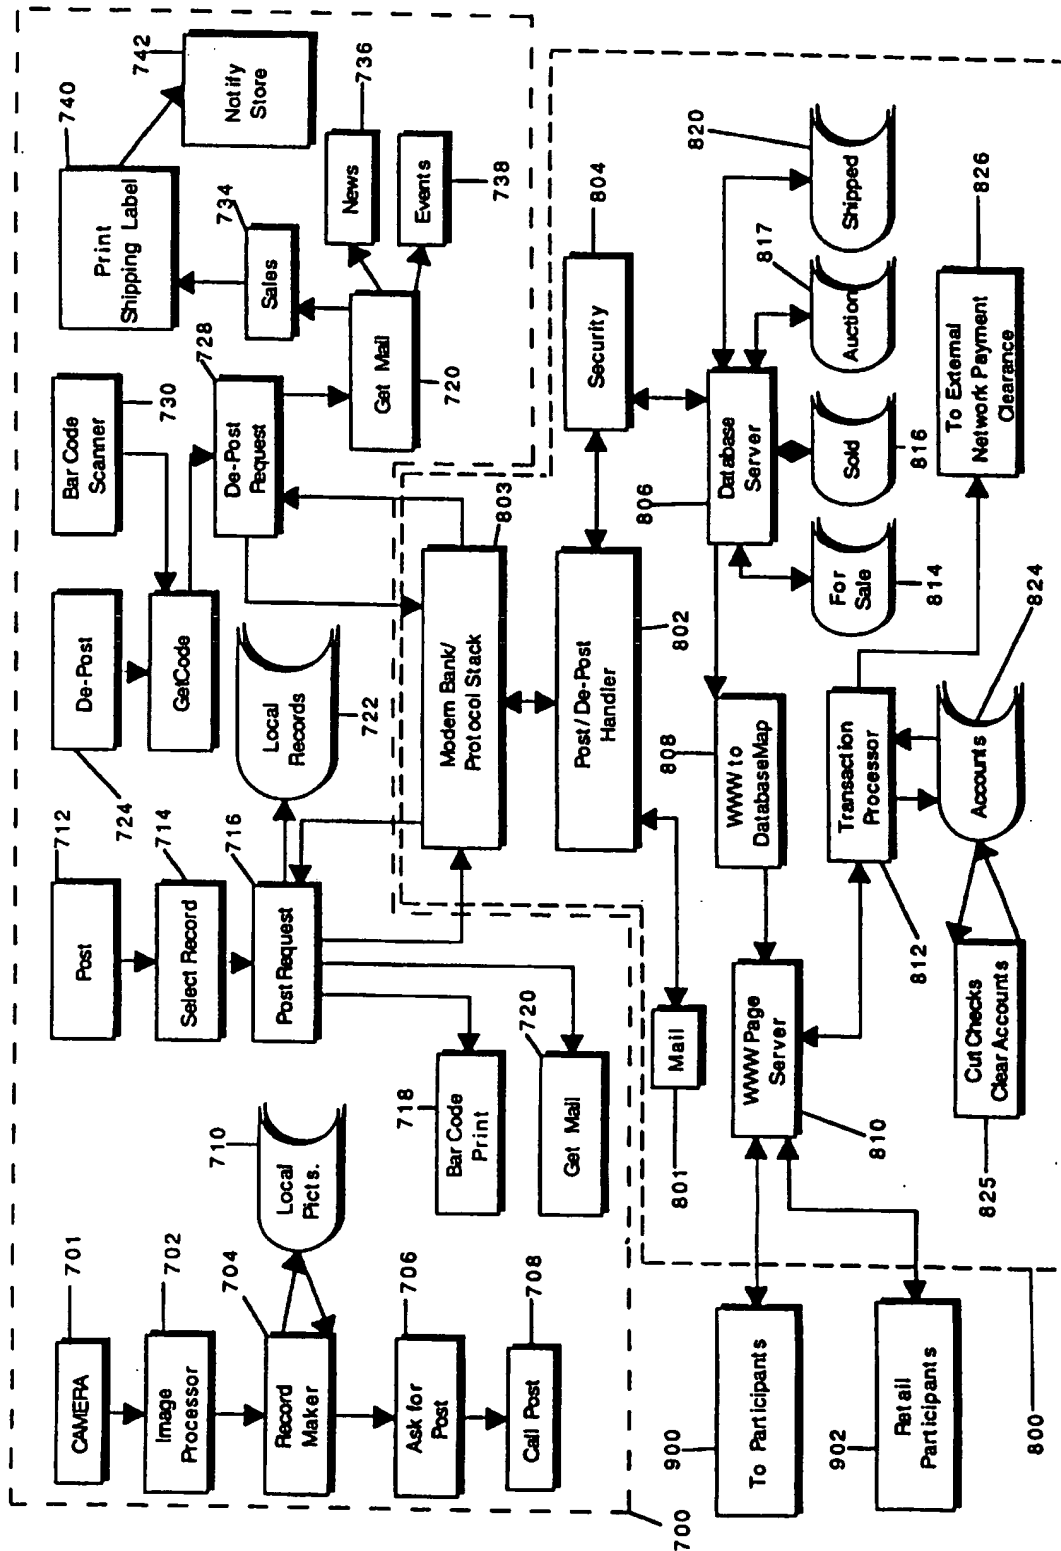 CAMERA
701
Image
Processor
702
Record
Maker
704
Local
Picts.
710
Ask for
Post
706
Call Post
708
700
Post
712
Select Record
714
Post Request
716
Local
Records
722
Bar Code
Print
718
Get Mail
720
De-Post
724
GetCode
Bar Code
Scanner
730
De-Post
Request
728
Get Mail
720
Sales
734
Print
Shipping Label
740
Notify
Store
742
News
736
Events
738
Modem Bank/
Protocol Stack
803
Post/De-Post
Handler
802
Security
804
Mail
801
Database
Server
806
WWW to
DatabaseMap
808
WWW Page
Server
810
For
Sale
814
Sold
816
Auction
817
Shipped
820
Transaction
Processor
812
Accounts
824
Cut Checks
Clear Accounts
825
To External
Network Payment
Clearance
826
To Participants
900
Retail
Participants
902
800